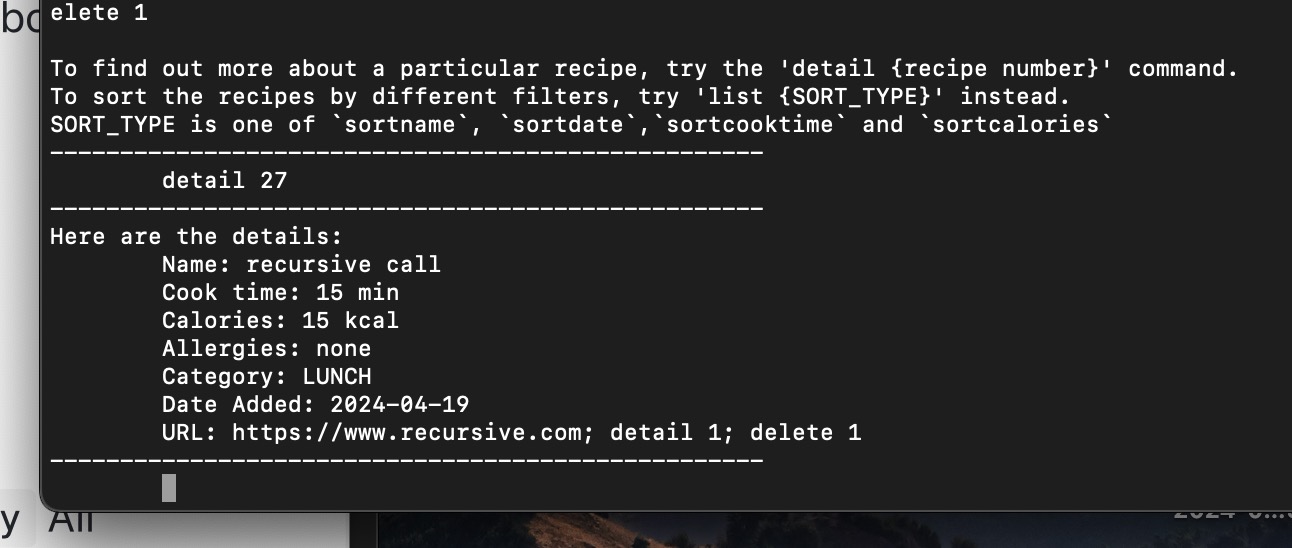 bo
elete 1
To find out more about a particular recipe, try the 'detail {recipe number}' command.
To sort the recipes by different filters, try 'list {SORT_TYPE}' instead.
SORT_TYPE is one of `sortname`, `sortdate`,`sortcooktime` and `sortcalories`
---------------------------------------------------
detail 27
---------------------------------------------------
Here are the details:
Name: recursive call
Cook time: 15 min
Calories: 15 kcal
Allergies: none
Category: LUNCH
Date Added: 2024-04-19
URL: https://www.recursive.com; detail 1; delete 1
---------------------------------------------------
y All